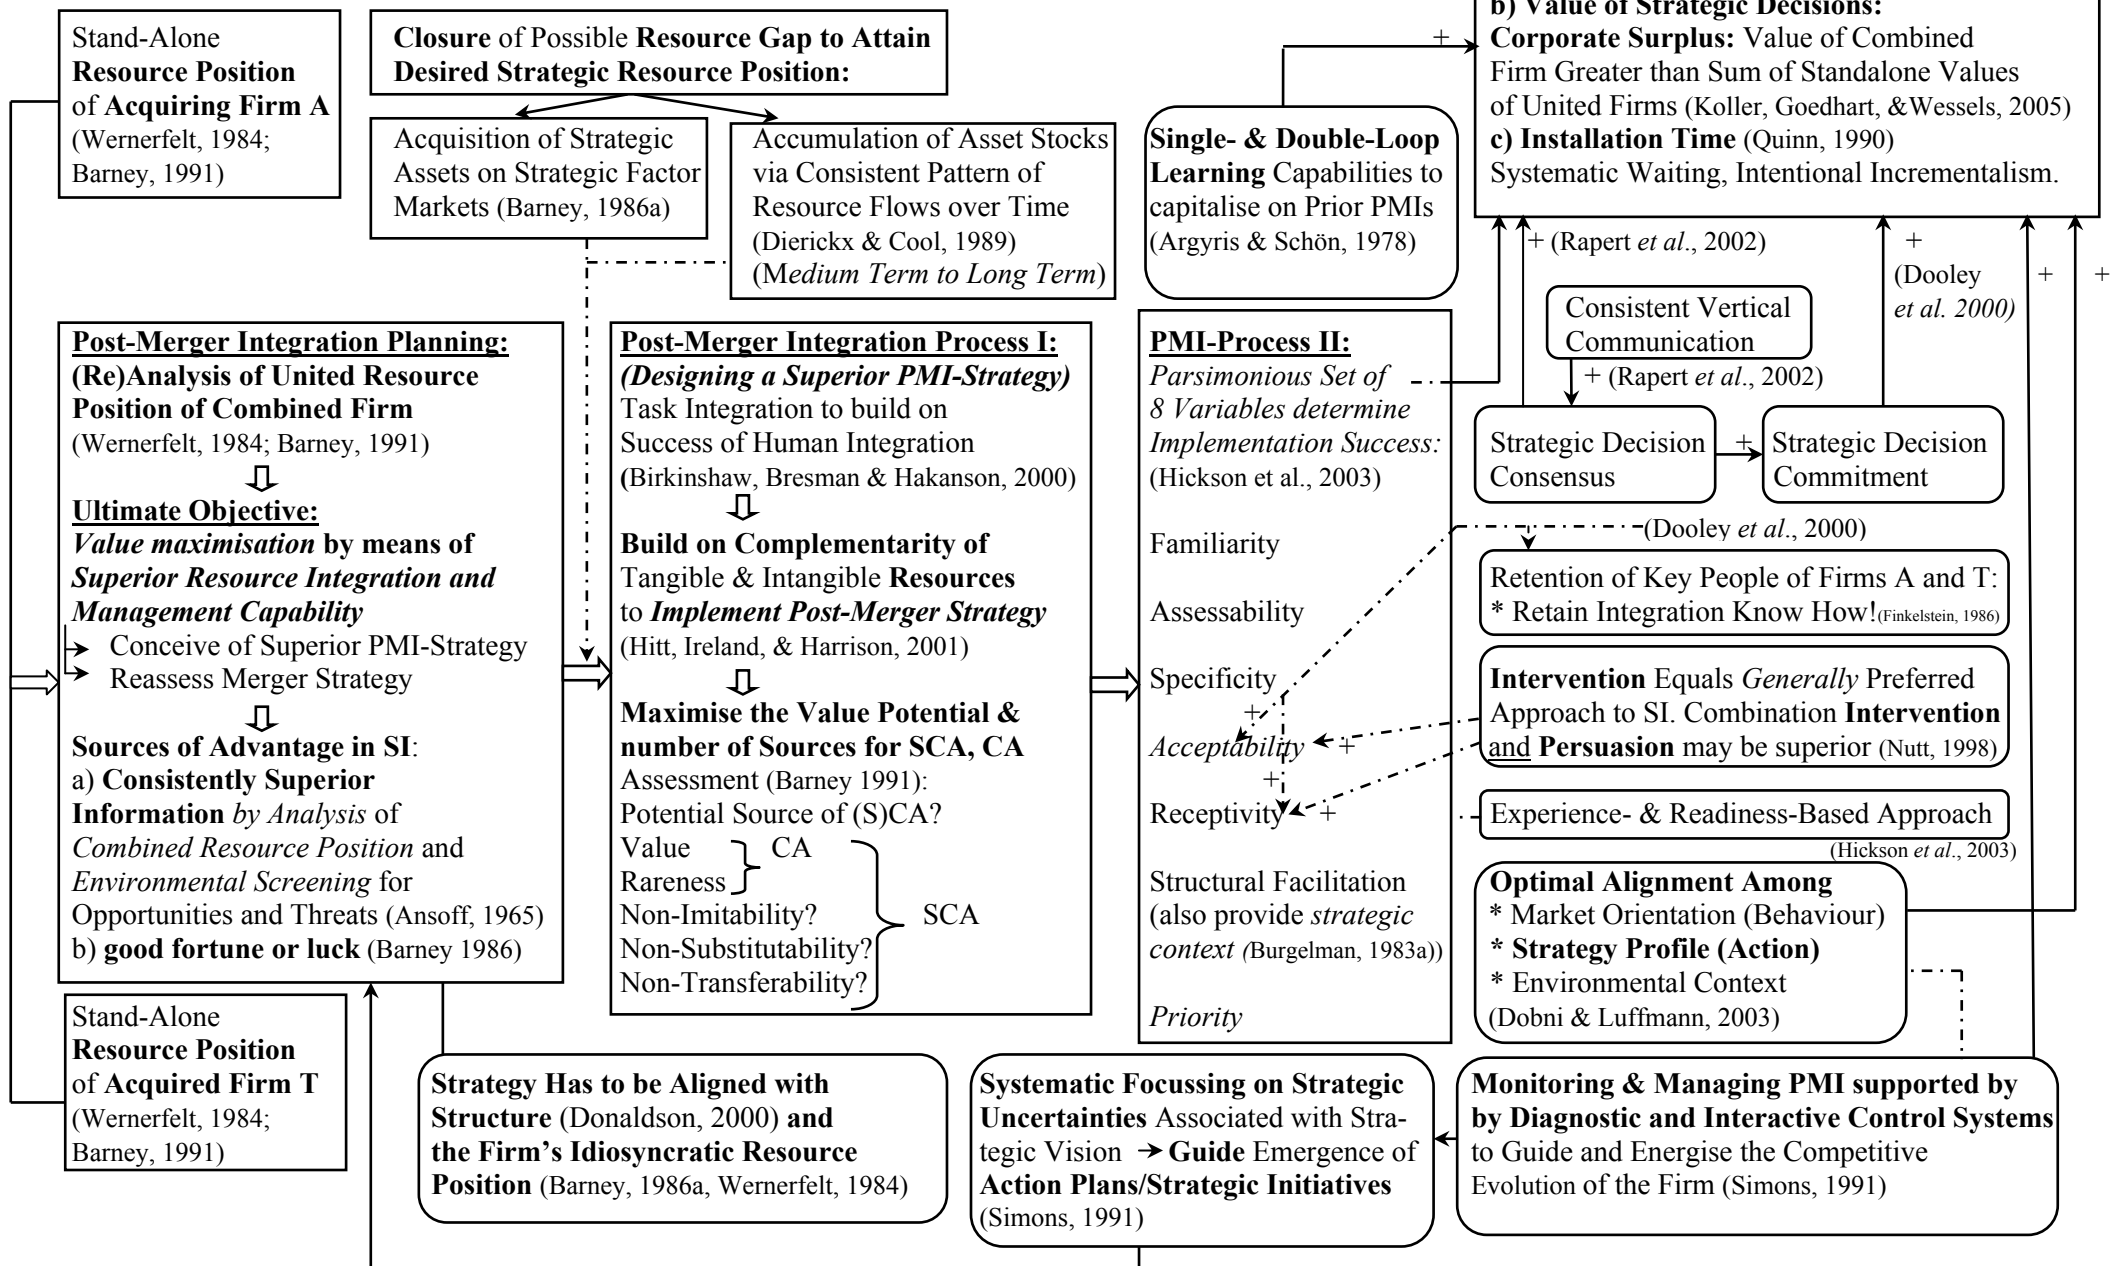 Stand-Alone
Resource Position
of Acquiring Firm A
(Wernerfelt, 1984;
Barney, 1991)
Closure of Possible Resource Gap to Attain
Desired Strategic Resource Position:
Acquisition of Strategic
Assets on Strategic Factor
Markets (Barney, 1986a)
Accumulation of Asset Stocks
via Consistent Pattern of
Resource Flows over Time
(Dierickx & Cool, 1989)
(Medium Term to Long Term)
Single- & Double-Loop
Learning Capabilities to
capitalise on Prior PMIs
(Argyris & Schön, 1978)
+
b) Value of Strategic Decisions:
Corporate Surplus: Value of Combined
Firm Greater than Sum of Standalone Values
of United Firms (Koller, Goedhart, &Wessels, 2005)
c) Installation Time (Quinn, 1990)
Systematic Waiting, Intentional Incrementalism.
+ (Rapert et al., 2002)
+
(Dooley
et al. 2000)
+
+
Consistent Vertical
Communication
+ (Rapert et al., 2002)
Strategic Decision
Consensus
+
Strategic Decision
Commitment
Post-Merger Integration Planning:
(Re)Analysis of United Resource
Position of Combined Firm
(Wernerfelt, 1984; Barney, 1991)
Ultimate Objective:
Value maximisation by means of
Superior Resource Integration and
Management Capability
Conceive of Superior PMI-Strategy
Reassess Merger Strategy
Sources of Advantage in SI:
a) Consistently Superior
Information by Analysis of
Combined Resource Position and
Environmental Screening for
Opportunities and Threats (Ansoff, 1965)
b) good fortune or luck (Barney 1986)
Post-Merger Integration Process I:
(Designing a Superior PMI-Strategy)
Task Integration to build on
Success of Human Integration
(Birkinshaw, Bresman & Hakanson, 2000)
Build on Complementarity of
Tangible & Intangible Resources
to Implement Post-Merger Strategy
(Hitt, Ireland, & Harrison, 2001)
Maximise the Value Potential &
number of Sources for SCA, CA
Assessment (Barney 1991):
Potential Source of (S)CA?
Value
Rareness
CA
Non-Imitability?
Non-Substitutability?
Non-Transferability?
SCA
PMI-Process II:
Parsimonious Set of
8 Variables determine
Implementation Success:
(Hickson et al., 2003)
Familiarity
Assessability
Specificity
+
Acceptability
+
+
Receptivity
+
Structural Facilitation
(also provide strategic
context (Burgelman, 1983a))
Priority
(Dooley et al., 2000)
Retention of Key People of Firms A and T:
* Retain Integration Know How!(Finkelstein, 1986)
Intervention Equals Generally Preferred
Approach to SI. Combination Intervention
and Persuasion may be superior (Nutt, 1998)
Experience- & Readiness-Based Approach
(Hickson et al., 2003)
Optimal Alignment Among
* Market Orientation (Behaviour)
* Strategy Profile (Action)
* Environmental Context
(Dobni & Luffmann, 2003)
Stand-Alone
Resource Position
of Acquired Firm T
(Wernerfelt, 1984;
Barney, 1991)
Strategy Has to be Aligned with
Structure (Donaldson, 2000) and
the Firm's Idiosyncratic Resource
Position (Barney, 1986a, Wernerfelt, 1984)
Systematic Focussing on Strategic
Uncertainties Associated with Stra-
tegic Vision → Guide Emergence of
Action Plans/Strategic Initiatives
(Simons, 1991)
Monitoring & Managing PMI supported by
by Diagnostic and Interactive Control Systems
to Guide and Energise the Competitive
Evolution of the Firm (Simons, 1991)